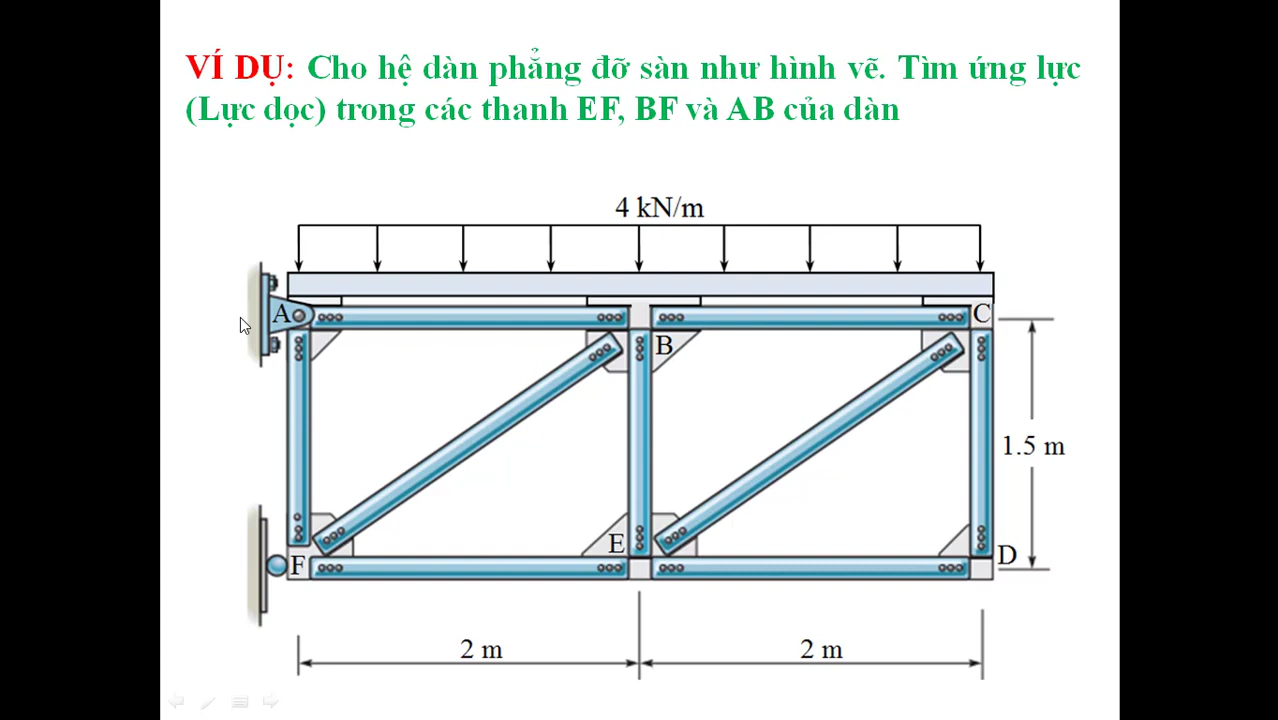 VÍ DỤ: Cho hệ dàn phẳng đỡ sàn như hình vẽ. Tìm ứng lực
(Lực dọc) trong các thanh EF, BF và AB của dàn
4 kN/m
A
C
B
1.5 m
E
F
D
2 m
2 m